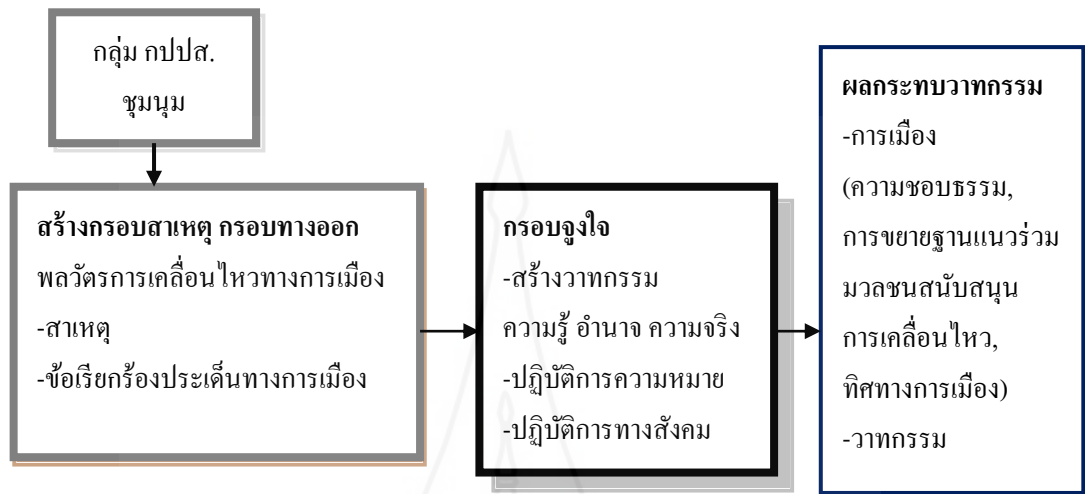 กลุ่ม กปปส.
ชุมนุม
สร้างกรอบสาเหตุ กรอบทางออก
พลวัตรการเคลื่อนไหวทางการเมือง
-สาเหตุ
-ข้อเรียกร้องประเด็นทางการเมือง
กรอบจูงใจ
-สร้างวาทกรรม
ความรู้ อำนาจ ความจริง
-ปฏิบัติการความหมาย
-ปฏิบัติการทางสังคม
ผลกระทบวาทกรรม
-การเมือง
(ความชอบธรรม,
การขยายฐานแนวร่วม
มวลชนสนับสนุน
การเคลื่อนไหว,
ทิศทางการเมือง)
-วาทกรรม